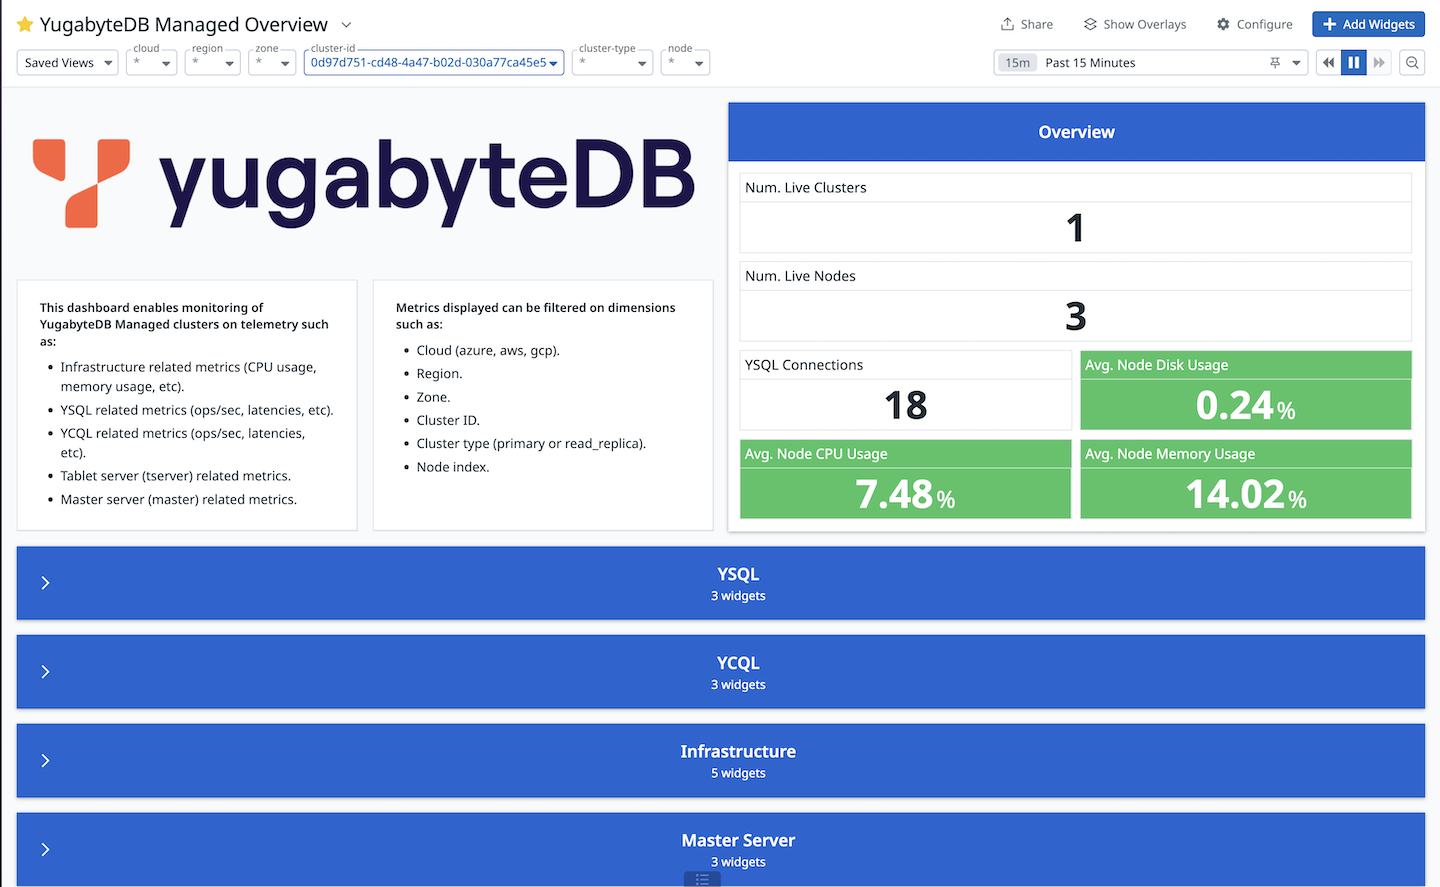 YugabyteDB Managed Overview
Share
Show Overlays
Configure
Add Widgets
Saved Views
cloud
*
region
*
zone
*
cluster-id
0d97d751-cd48-4a47-b02d-030a77ca45e5
cluster-type
*
node
*
15m
Past 15 Minutes
yugabyteDB
This dashboard enables monitoring of
YugabyteDB Managed clusters on telemetry such
as:
• Infrastructure related metrics (CPU usage,
memory usage, etc).
• YSQL related metrics (ops/sec, latencies, etc).
• YCQL related metrics (ops/sec, latencies,
etc).
• Tablet server (tserver) related metrics.
• Master server (master) related metrics.
Metrics displayed can be filtered on dimensions
such as:
• Cloud (azure, aws, gcp).
• Region.
• Zone.
• Cluster ID.
• Cluster type (primary or read_replica).
• Node index.
Overview
Num. Live Clusters
1
Num. Live Nodes
3
YSQL Connections
18
Avg. Node Disk Usage
0.24%
Avg. Node CPU Usage
7.48%
Avg. Node Memory Usage
14.02%
YSQL
3 widgets
YCQL
3 widgets
Infrastructure
5 widgets
Master Server
3 widgets